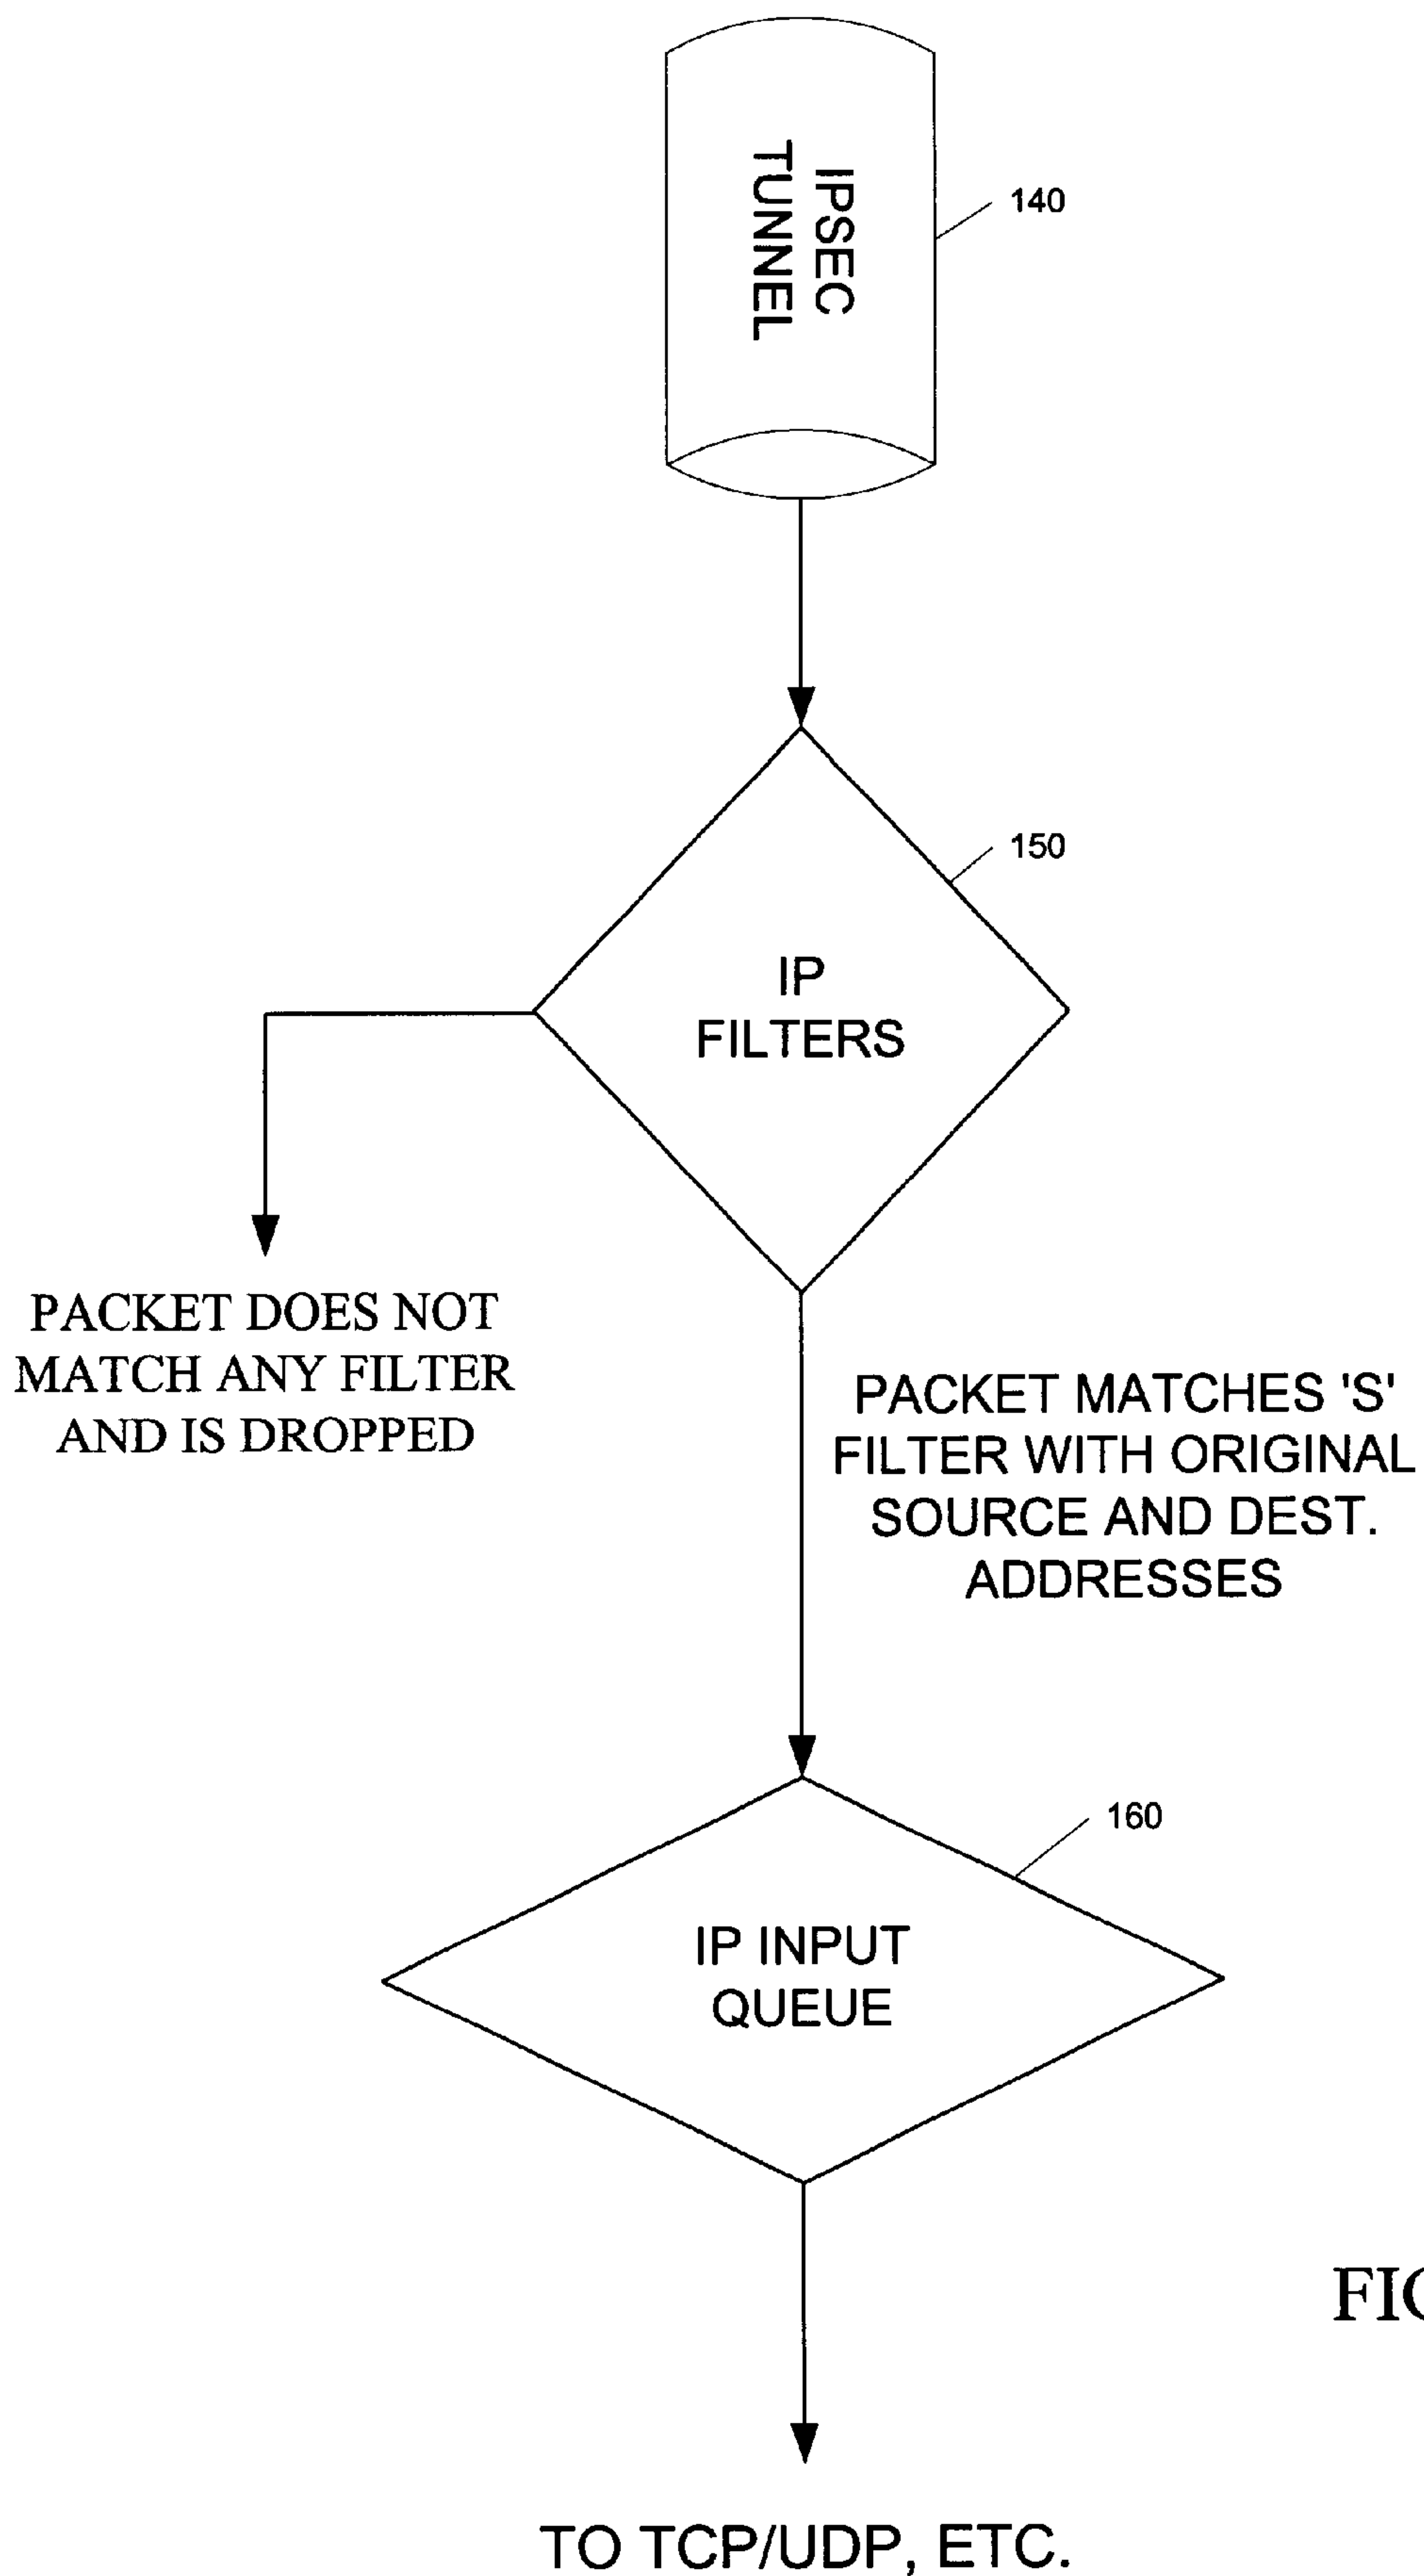 IPSEC
TUNNEL
140
150
IP
FILTERS
PACKET DOES NOT
MATCH ANY FILTER
AND IS DROPPED
PACKET MATCHES 'S'
FILTER WITH ORIGINAL
SOURCE AND DEST.
ADDRESSES
160
IP INPUT
QUEUE
TO TCP/UDP, ETC.